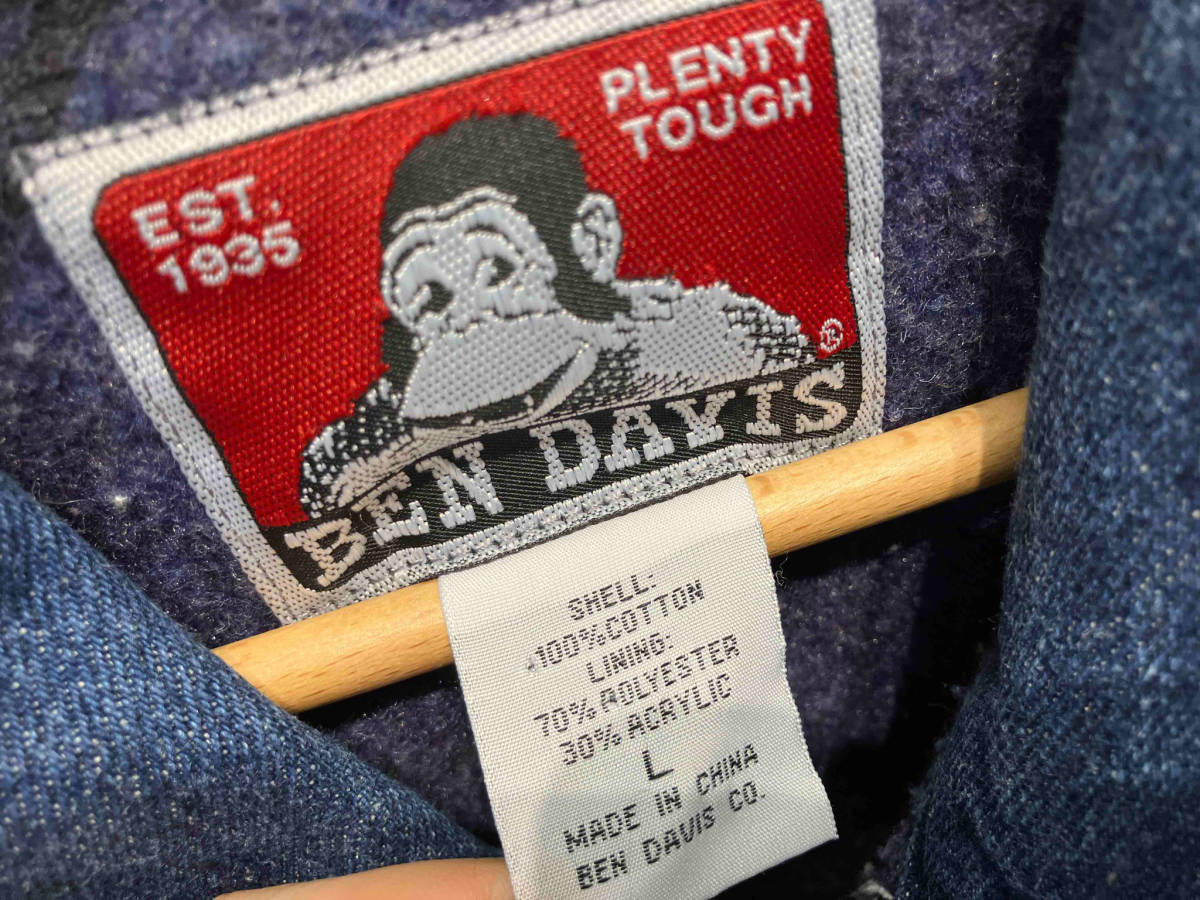 EST.
1935
PLENTY
TOUGH
®
BEN DAVIS
SHELL:
100%COTTON
LINING:
70%POLYESTER
30%ACRYLIC
L
MADE IN CHINA
BEN DAVIS CO.